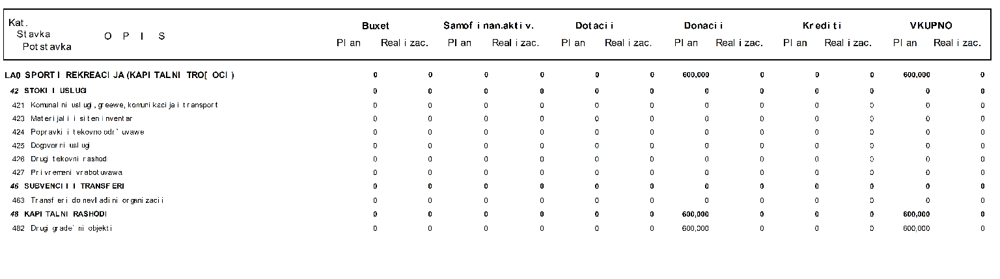 Kat. Buxet Samofinan.aktiv. Dotacii Donacii Krediti VKUPNO
Stavka O P I S
Potstavka Plan Realizac. Plan Realizac. Plan Realizac. Plan Realizac. Plan Realizac. Plan Realizac.
LA0 SPORT I REKREACIJA (KAPITALNI TRO[OCI) 0 0 0 0 0 0 600,000 0 0 0 600,000 0
42 STOKI I USLUGI 0 0 0 0 0 0 0 0 0 0 0 0
421 Komunalni uslugi, greewe, komunikacija i transport 0 0 0 0 0 0 0 0 0 0 0 0
423 Materijali i siten inventar 0 0 0 0 0 0 0 0 0 0 0 0
424 Popravki i tekovno odr`uvawe 0 0 0 0 0 0 0 0 0 0 0 0
425 Dogovorni uslugi 0 0 0 0 0 0 0 0 0 0 0 0
426 Drugi tekovni rashodi 0 0 0 0 0 0 0 0 0 0 0 0
427 Privremeni vrabotuvawa 0 0 0 0 0 0 0 0 0 0 0 0
46 SUBVENCII I TRANSFERI 0 0 0 0 0 0 0 0 0 0 0 0
463 Transferi do nevladini organizacii 0 0 0 0 0 0 0 0 0 0 0 0
48 KAPITALNI RASHODI 0 0 0 0 0 0 600,000 0 0 0 600,000 0
482 Drugi grade`ni objekti 0 0 0 0 0 0 600,000 0 0 0 600,000 0